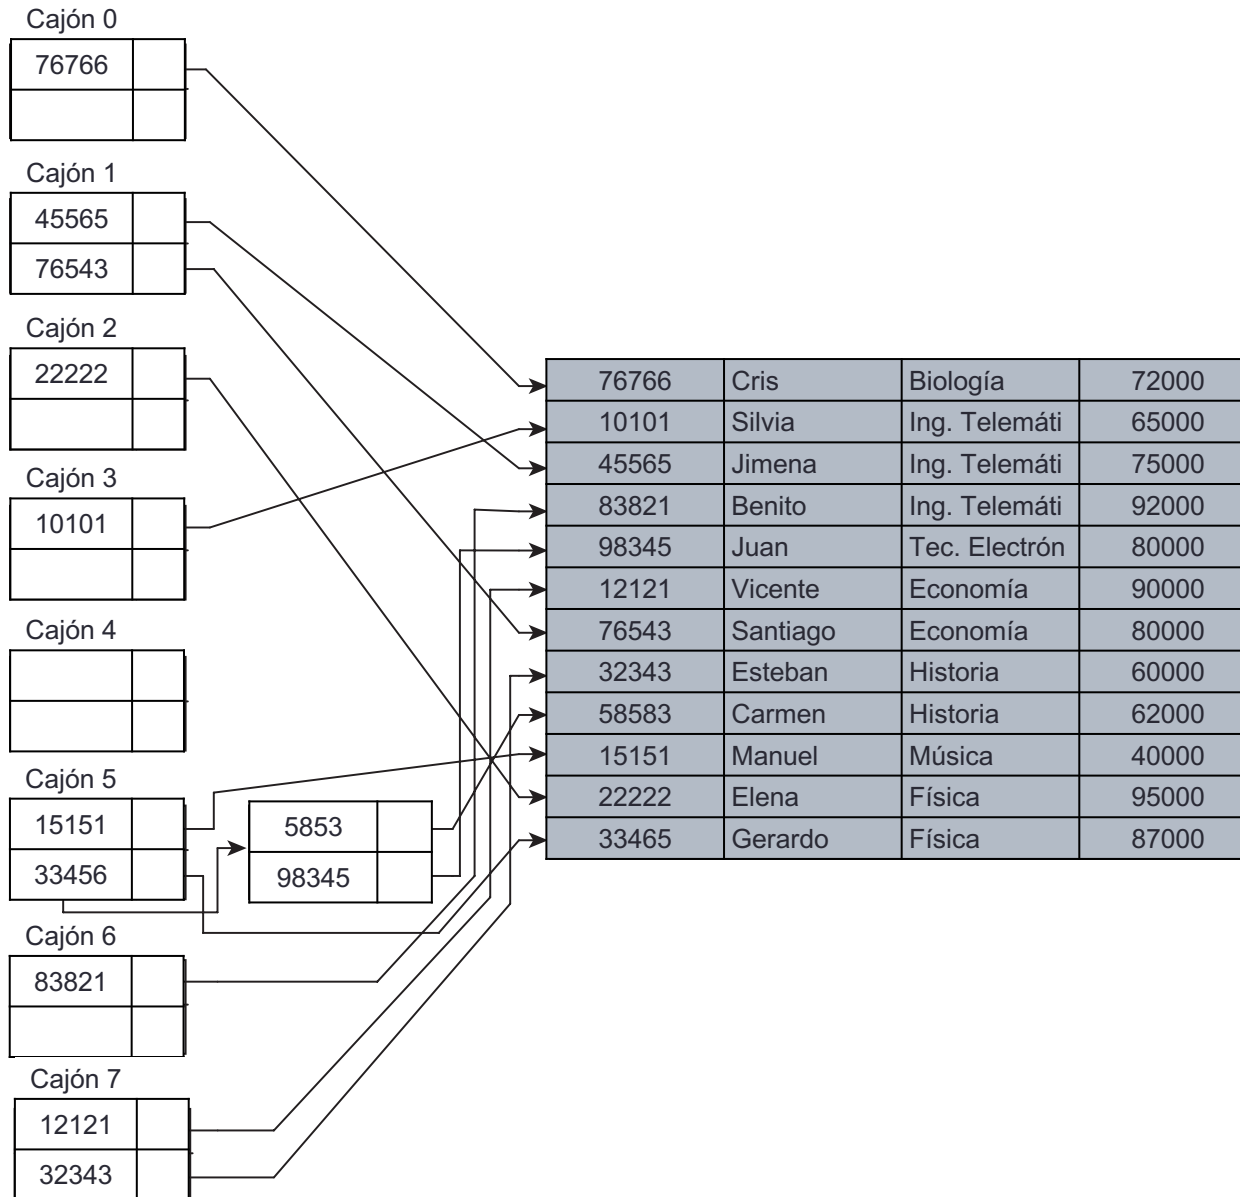 Cajón 0
76766
Cajón 1
45565
76543
Cajón 2
22222
Cajón 3
10101
Cajón 4
Cajón 5
15151
33456
5853
98345
Cajón 6
83821
Cajón 7
12121
32343
76766 Cris Biología 72000
10101 Silvia Ing. Telemáti 65000
45565 Jimena Ing. Telemáti 75000
83821 Benito Ing. Telemáti 92000
98345 Juan Tec. Electrón 80000
12121 Vicente Economía 90000
76543 Santiago Economía 80000
32343 Esteban Historia 60000
58583 Carmen Historia 62000
15151 Manuel Música 40000
22222 Elena Física 95000
33465 Gerardo Física 87000